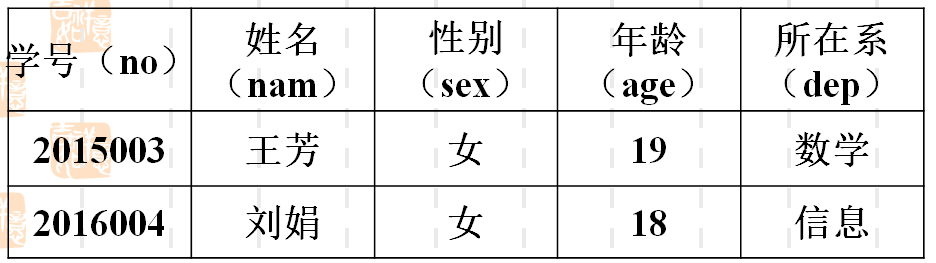 学号（no） 姓名（nam） 性别（sex） 年龄（age） 所在系（dep）
2015003 王芳 女 19 数学
2016004 刘娟 女 18 信息